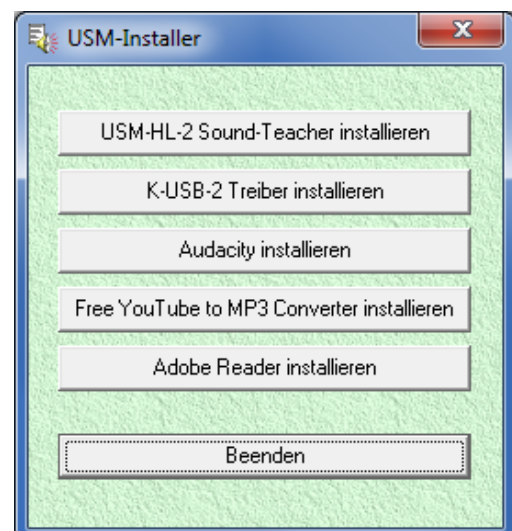 USM-Installer
USM-HL-2 Sound-Teacher installieren
K-USB-2 Treiber installieren
Audacity installieren
Free YouTube to MP3 Converter installieren
Adobe Reader installieren
Beenden